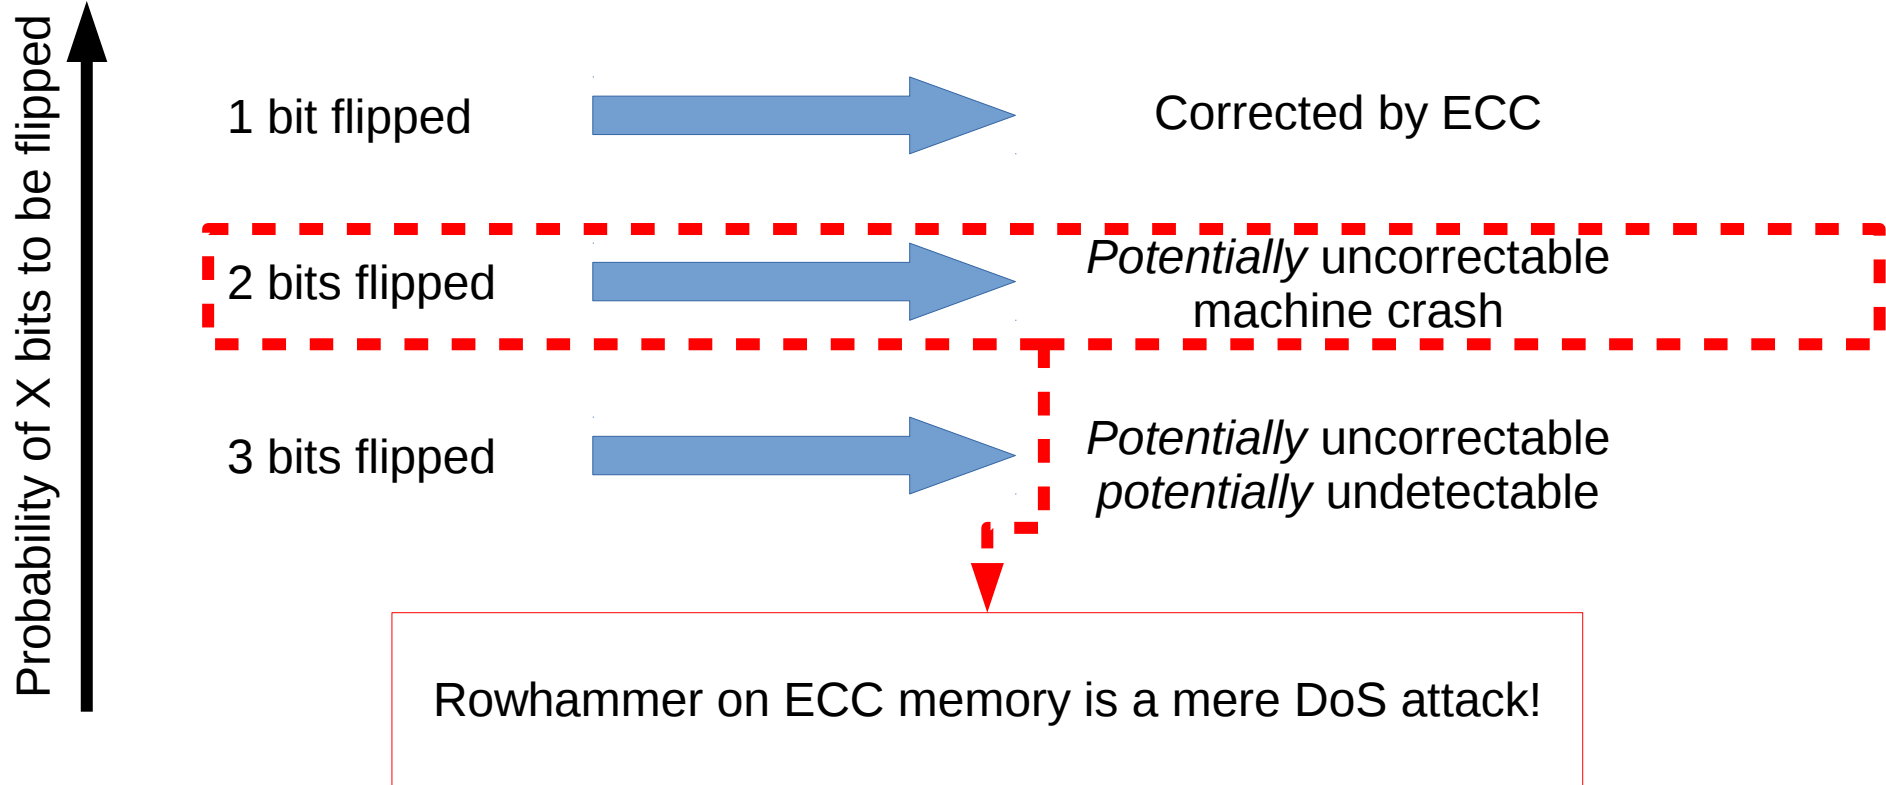 Probability of X bits to be flipped
1 bit flipped
Corrected by ECC
2 bits flipped
Potentially uncorrectable
machine crash
3 bits flipped
Potentially uncorrectable
potentially undetectable
Rowhammer on ECC memory is a mere DoS attack!